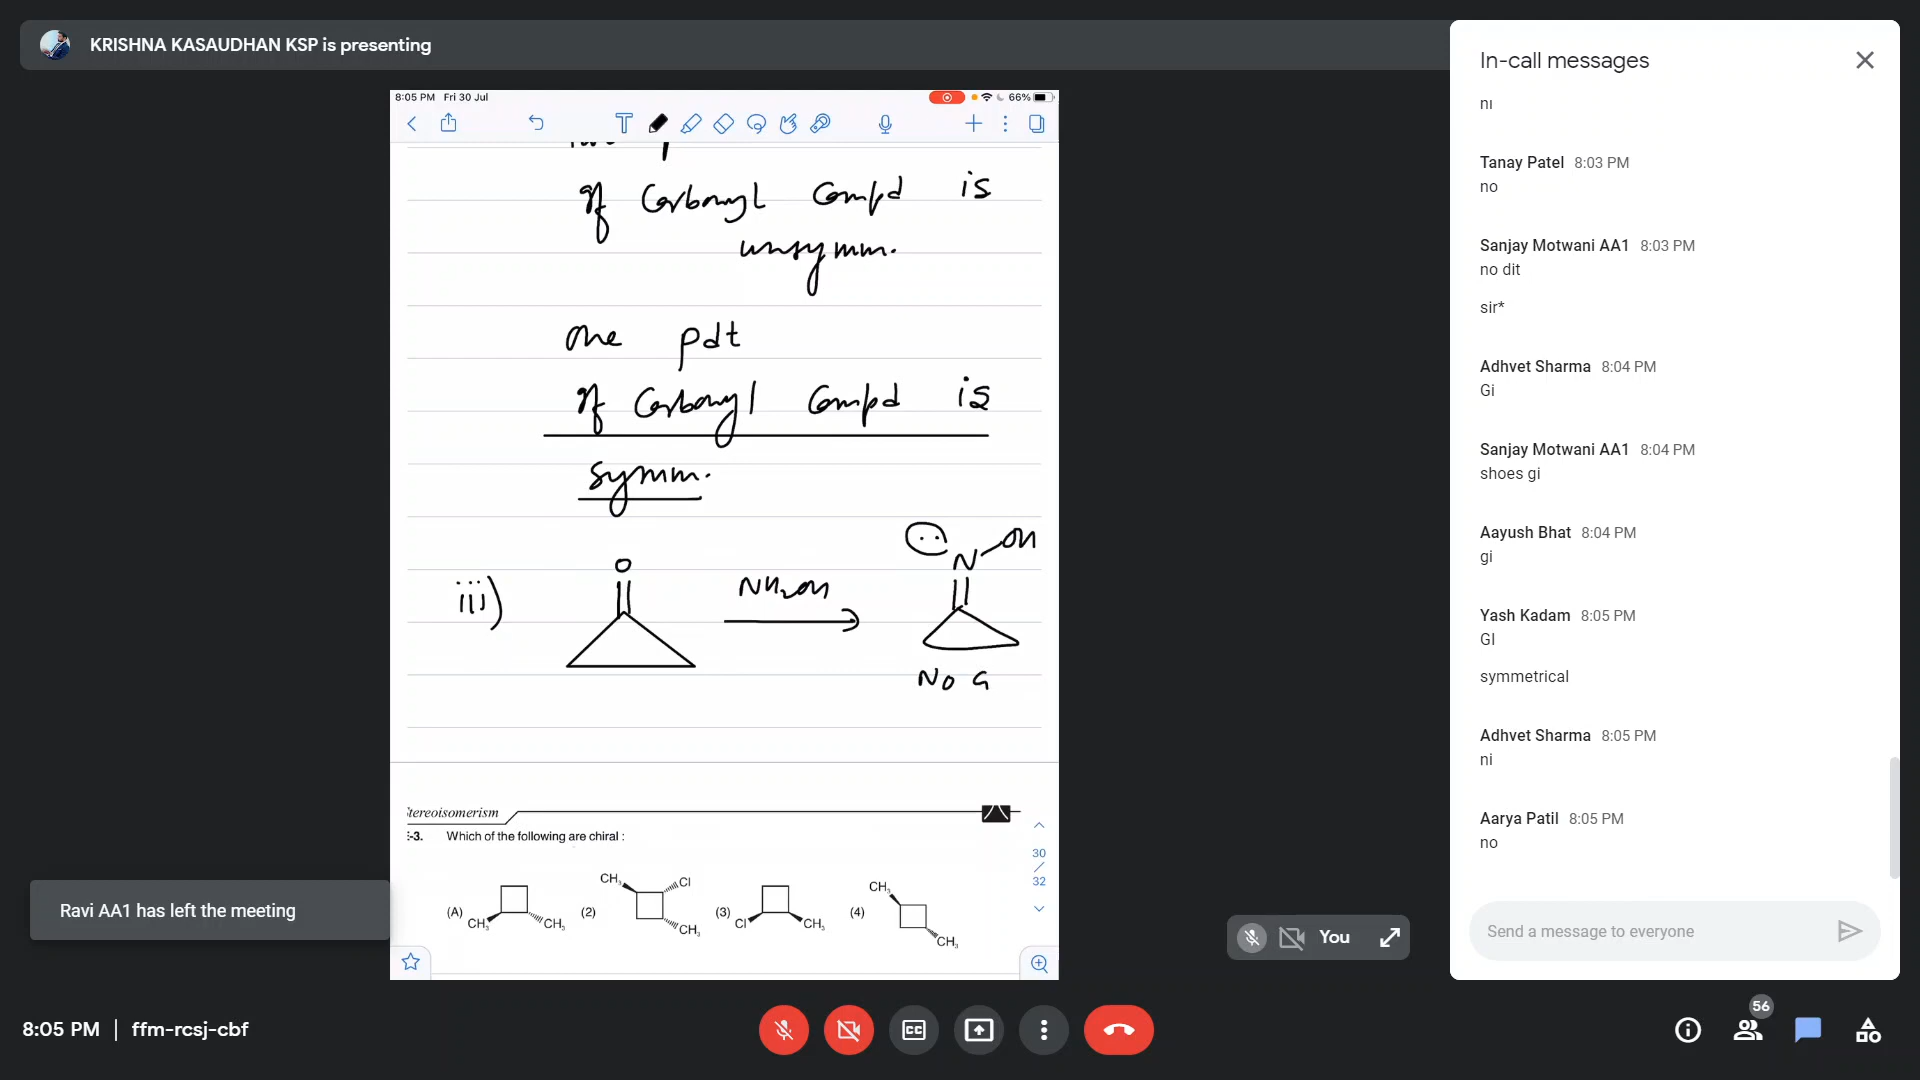 KRISHNA KASAUDHAN KSP is presenting
8:05 PM Fri 30 Jul
66%
T
if Carbonyl Compd is
unsymm.
one pdt
if Carbonyl Compd is
symm.
iii)
O
NH₂OH
N
OH
No G
Stereoisomerism
E-3. Which of the following are chiral :
(A) CH₃ CH₃
(2) CH₃ Cl CH₃
(3) Cl CH₃
(4) CH₃ CH₃
30
32
Ravi AA1 has left the meeting
You
In-call messages
ni
Tanay Patel 8:03 PM
no
Sanjay Motwani AA1 8:03 PM
no dit
sir*
Adhvet Sharma 8:04 PM
Gi
Sanjay Motwani AA1 8:04 PM
shoes gi
Aayush Bhat 8:04 PM
gi
Yash Kadam 8:05 PM
GI
symmetrical
Adhvet Sharma 8:05 PM
ni
Aarya Patil 8:05 PM
no
Send a message to everyone
8:05 PM | ffm-rcsj-cbf
CC
56